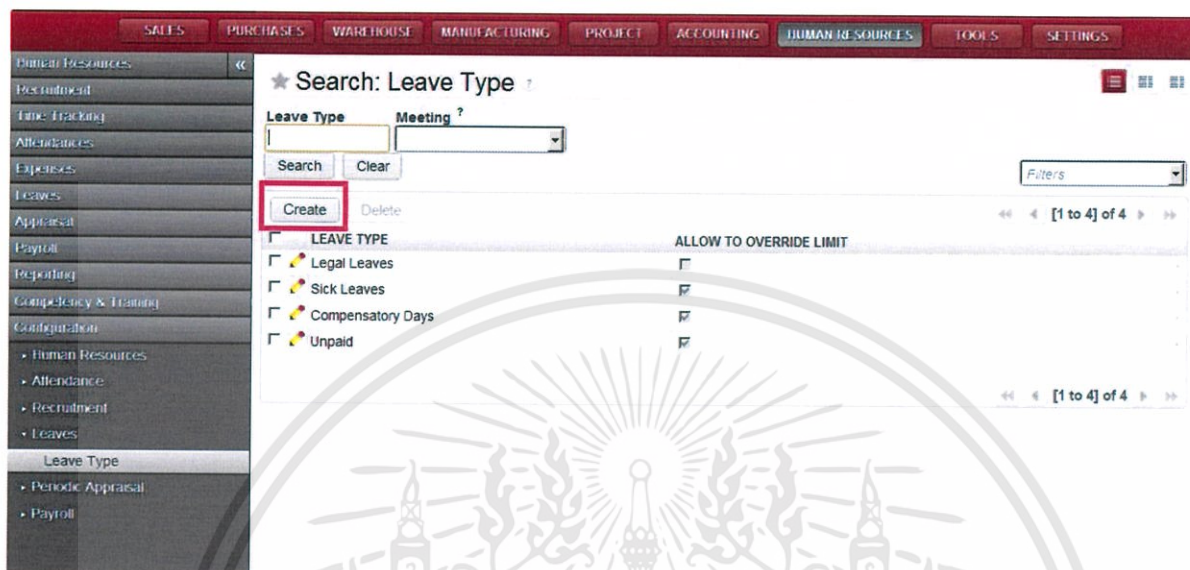 SALES PURCHASES WAREHOUSE MANUFACTURING PROJECT ACCOUNTING HUMAN RESOURCES TOOLS SETTINGS
Human Resources «
Recruitment
Time Tracking
Attendances
Expenses
Leaves
Appraisal
Payroll
Reporting
Competency & Training
Configuration
Human Resources
Attendance
Recruitment
Leaves
Leave Type
Periodic Appraisal
Payroll
Search: Leave Type ?
Leave Type Meeting ?
Search Clear
Filters
Create Delete [1 to 4] of 4
LEAVE TYPE ALLOW TO OVERRIDE LIMIT
Legal Leaves
Sick Leaves
Compensatory Days
Unpaid
[1 to 4] of 4